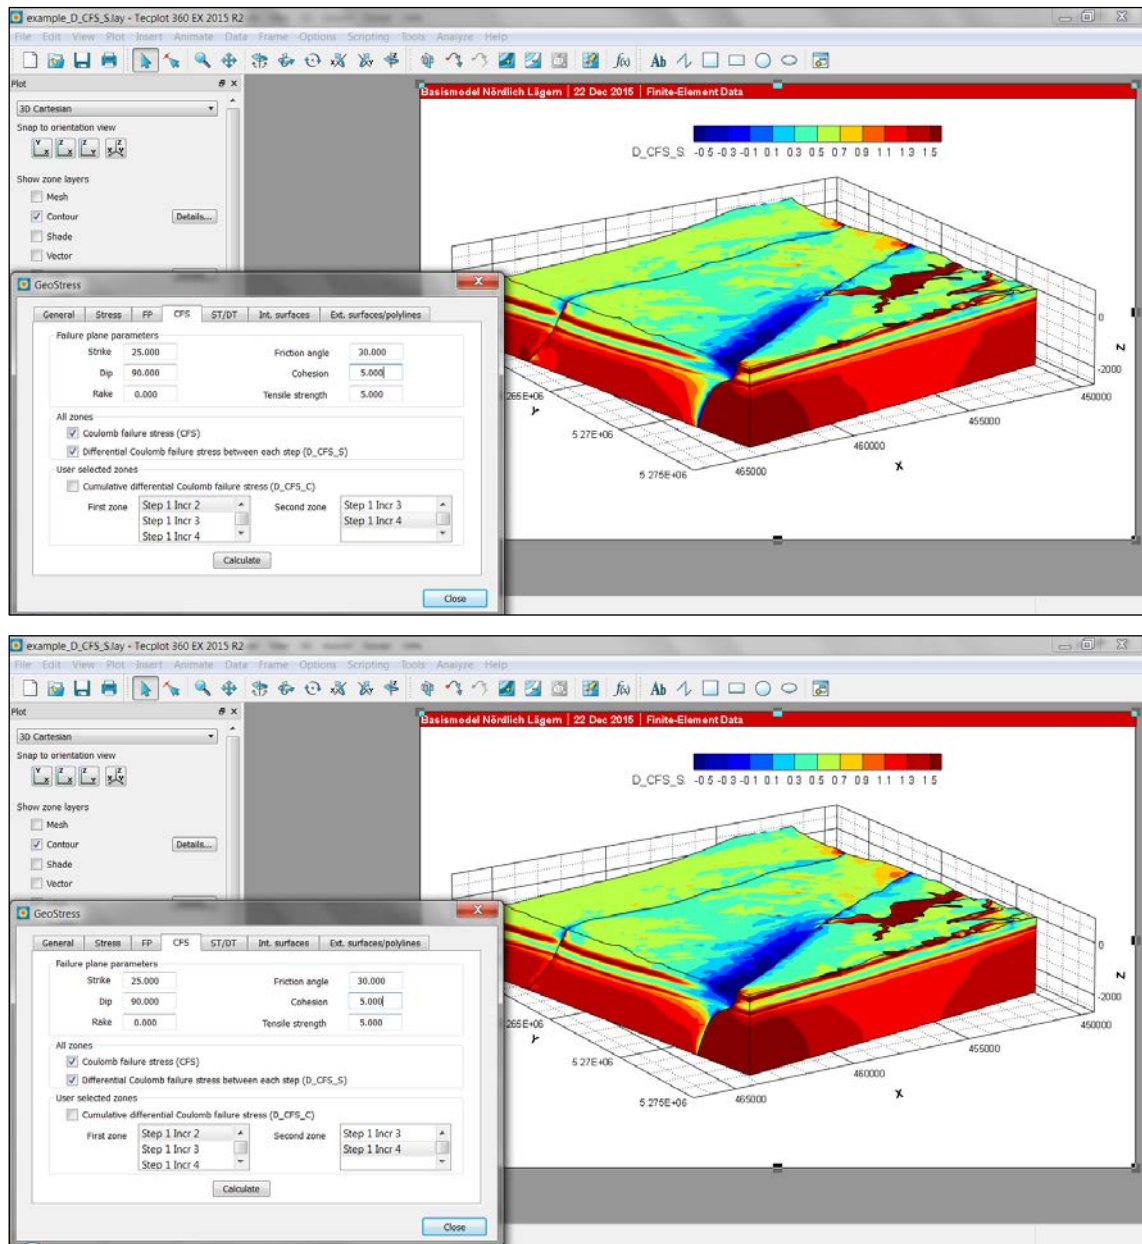 example_D_CFS_S.lay - Tecplot 360 EX 2015 R2
File Edit View Plot Insert Animate Data Frame Options Scripting Tools Analyze Help
Plot
3D Cartesian
Snap to orientation view
Show zone layers
Mesh
Contour Details...
Shade
Vector
Basismodel Nördlich Lägern | 22 Dec 2015 | Finite-Element Data
D_CFS_S -0.5 -0.3 -0.1 0.1 0.3 0.5 0.7 0.9 1.1 1.3 1.5
0
Z
-2000
450000
455000
460000
X
465000
5.275E+06
5.27E+06
265E+06
Y
GeoStress
General Stress FP CFS ST/DT Int. surfaces Ext. surfaces/polylines
Failure plane parameters
Strike 25.000 Friction angle 30.000
Dip 90.000 Cohesion 5.000
Rake 0.000 Tensile strength 5.000
All zones
Coulomb failure stress (CFS)
Differential Coulomb failure stress between each step (D_CFS_S)
User selected zones
Cumulative differential Coulomb failure stress (D_CFS_C)
First zone Step 1 Incr 2 Second zone Step 1 Incr 3
Step 1 Incr 3 Step 1 Incr 4
Step 1 Incr 4
Calculate
Close
example_D_CFS_S.lay - Tecplot 360 EX 2015 R2
File Edit View Plot Insert Animate Data Frame Options Scripting Tools Analyze Help
Plot
3D Cartesian
Snap to orientation view
Show zone layers
Mesh
Contour Details...
Shade
Vector
Basismodel Nördlich Lägern | 22 Dec 2015 | Finite-Element Data
D_CFS_S -0.5 -0.3 -0.1 0.1 0.3 0.5 0.7 0.9 1.1 1.3 1.5
0
Z
-2000
450000
455000
460000
X
465000
5.275E+06
5.27E+06
265E+06
Y
GeoStress
General Stress FP CFS ST/DT Int. surfaces Ext. surfaces/polylines
Failure plane parameters
Strike 25.000 Friction angle 30.000
Dip 90.000 Cohesion 5.000
Rake 0.000 Tensile strength 5.000
All zones
Coulomb failure stress (CFS)
Differential Coulomb failure stress between each step (D_CFS_S)
User selected zones
Cumulative differential Coulomb failure stress (D_CFS_C)
First zone Step 1 Incr 2 Second zone Step 1 Incr 3
Step 1 Incr 3 Step 1 Incr 4
Step 1 Incr 4
Calculate
Close